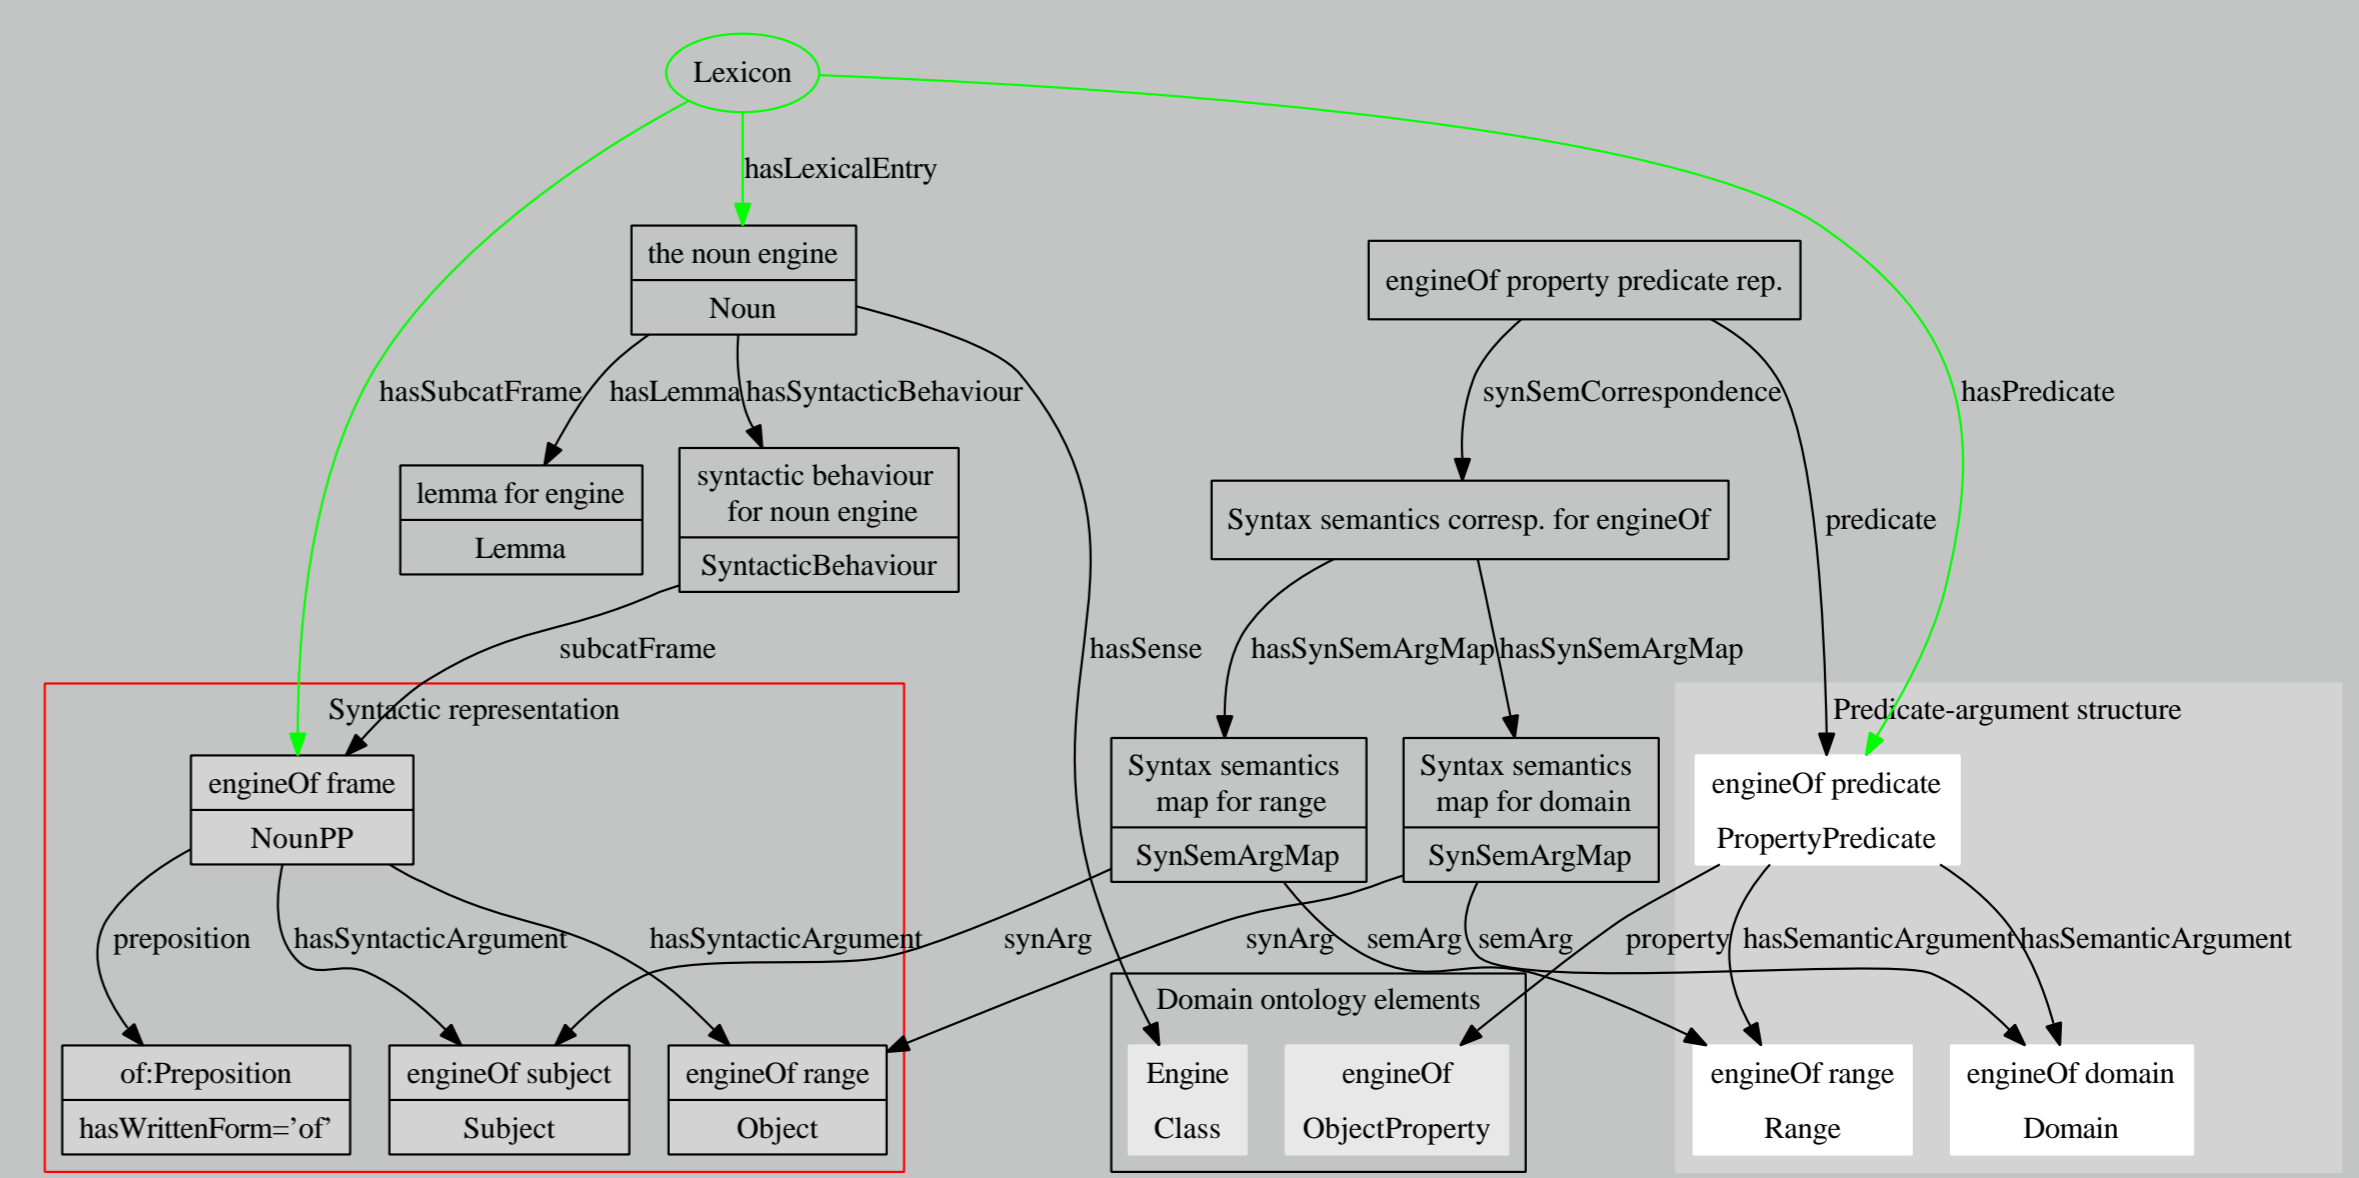 Lexicon
hasLexicalEntry
the noun engine
Noun
engineOf property predicate rep.
hasSubcatFrame
hasLemma
hasSyntacticBehaviour
synSemCorrespondence
hasPredicate
lemma for engine
Lemma
syntactic behaviour
for noun engine
SyntacticBehaviour
Syntax semantics corresp. for engineOf
predicate
subcatFrame
hasSense
hasSynSemArgMap
hasSynSemArgMap
Syntactic representation
Predicate-argument structure
engineOf frame
NounPP
Syntax semantics
map for range
SynSemArgMap
Syntax semantics
map for domain
SynSemArgMap
engineOf predicate
PropertyPredicate
preposition
hasSyntacticArgument
hasSyntacticArgument
synArg
synArg
semArg
semArg
property
hasSemanticArgument
hasSemanticArgument
Domain ontology elements
of:Preposition
hasWrittenForm=’of’
engineOf subject
Subject
engineOf range
Object
Engine
Class
engineOf
ObjectProperty
engineOf range
Range
engineOf domain
Domain